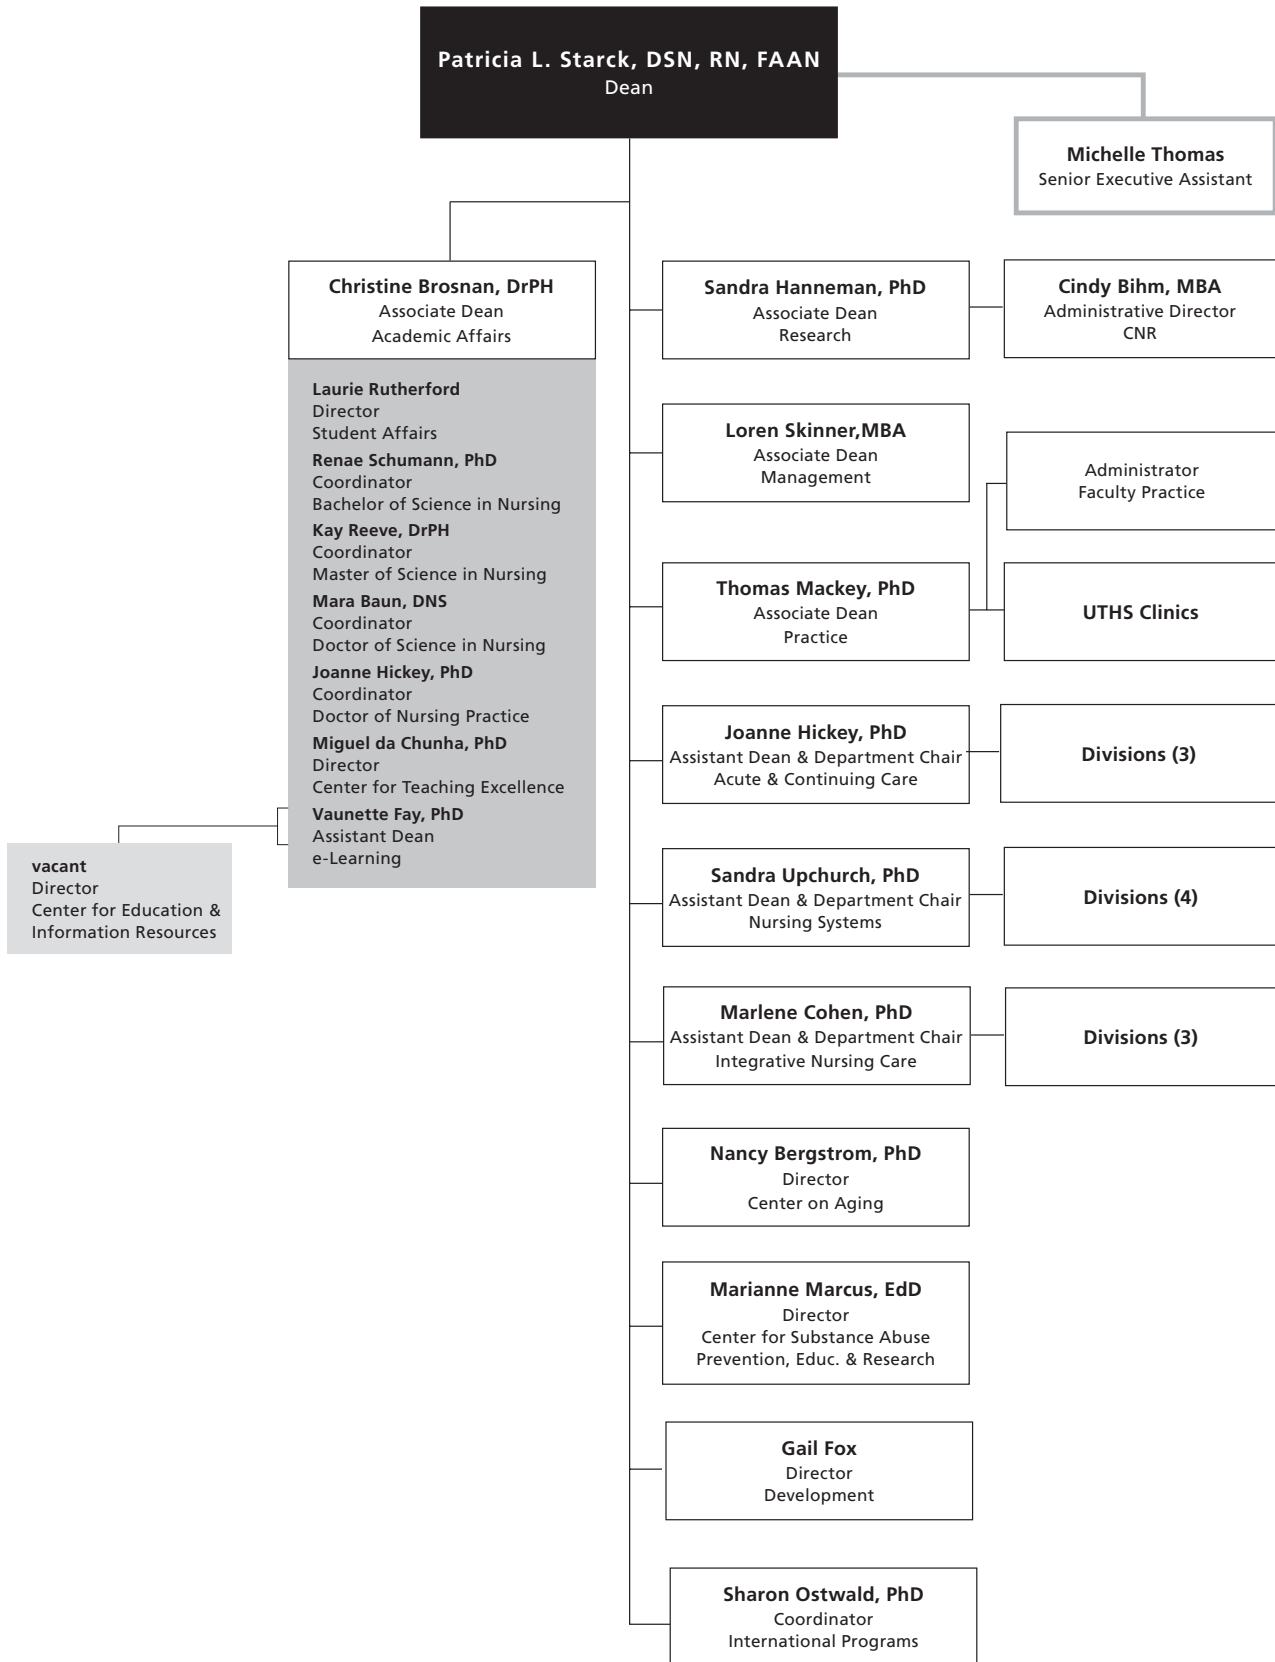 Patricia L. Starck, DSN, RN, FAAN
Dean
Michelle Thomas
Senior Executive Assistant
Christine Brosnan, DrPH
Associate Dean
Academic Affairs
Laurie Rutherford
Director
Student Affairs
Renae Schumann, PhD
Coordinator
Bachelor of Science in Nursing
Kay Reeve, DrPH
Coordinator
Master of Science in Nursing
Mara Baun, DNS
Coordinator
Doctor of Science in Nursing
Joanne Hickey, PhD
Coordinator
Doctor of Nursing Practice
Miguel da Chunha, PhD
Director
Center for Teaching Excellence
Vaunette Fay, PhD
Assistant Dean
e-Learning
vacant
Director
Center for Education &
Information Resources
Sandra Hanneman, PhD
Associate Dean
Research
Cindy Bihm, MBA
Administrative Director
CNR
Loren Skinner,MBA
Associate Dean
Management
Administrator
Faculty Practice
Thomas Mackey, PhD
Associate Dean
Practice
UTHS Clinics
Joanne Hickey, PhD
Assistant Dean & Department Chair
Acute & Continuing Care
Divisions (3)
Sandra Upchurch, PhD
Assistant Dean & Department Chair
Nursing Systems
Divisions (4)
Marlene Cohen, PhD
Assistant Dean & Department Chair
Integrative Nursing Care
Divisions (3)
Nancy Bergstrom, PhD
Director
Center on Aging
Marianne Marcus, EdD
Director
Center for Substance Abuse
Prevention, Educ. & Research
Gail Fox
Director
Development
Sharon Ostwald, PhD
Coordinator
International Programs